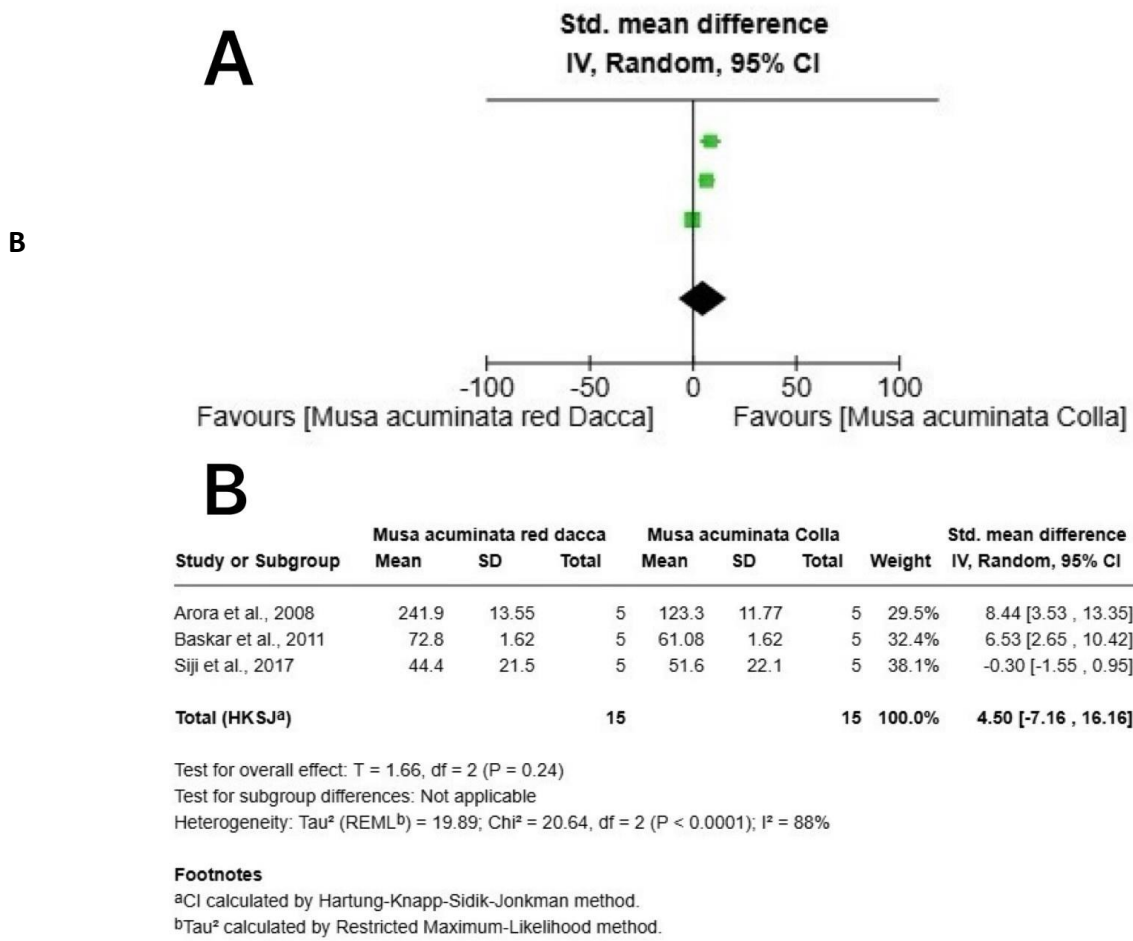 A
Std. mean difference
IV, Random, 95% CI
B
-100 -50 0 50 100
Favours [Musa acuminata red Dacca] Favours [Musa acuminata Colla]
B
Musa acuminata red dacca Musa acuminata Colla Std. mean difference
Study or Subgroup Mean SD Total Mean SD Total Weight IV, Random, 95% CI
Arora et al., 2008 241.9 13.55 5 123.3 11.77 5 29.5% 8.44 [3.53 , 13.35]
Baskar et al., 2011 72.8 1.62 5 61.08 1.62 5 32.4% 6.53 [2.65 , 10.42]
Siji et al., 2017 44.4 21.5 5 51.6 22.1 5 38.1% -0.30 [-1.55 , 0.95]
Total (HKSJᵃ) 15 15 100.0% 4.50 [-7.16 , 16.16]
Test for overall effect: T = 1.66, df = 2 (P = 0.24)
Test for subgroup differences: Not applicable
Heterogeneity: Tau² (REMLᵇ) = 19.89; Chi² = 20.64, df = 2 (P < 0.0001); I² = 88%
Footnotes
ᵃCI calculated by Hartung-Knapp-Sidik-Jonkman method.
ᵇTau² calculated by Restricted Maximum-Likelihood method.